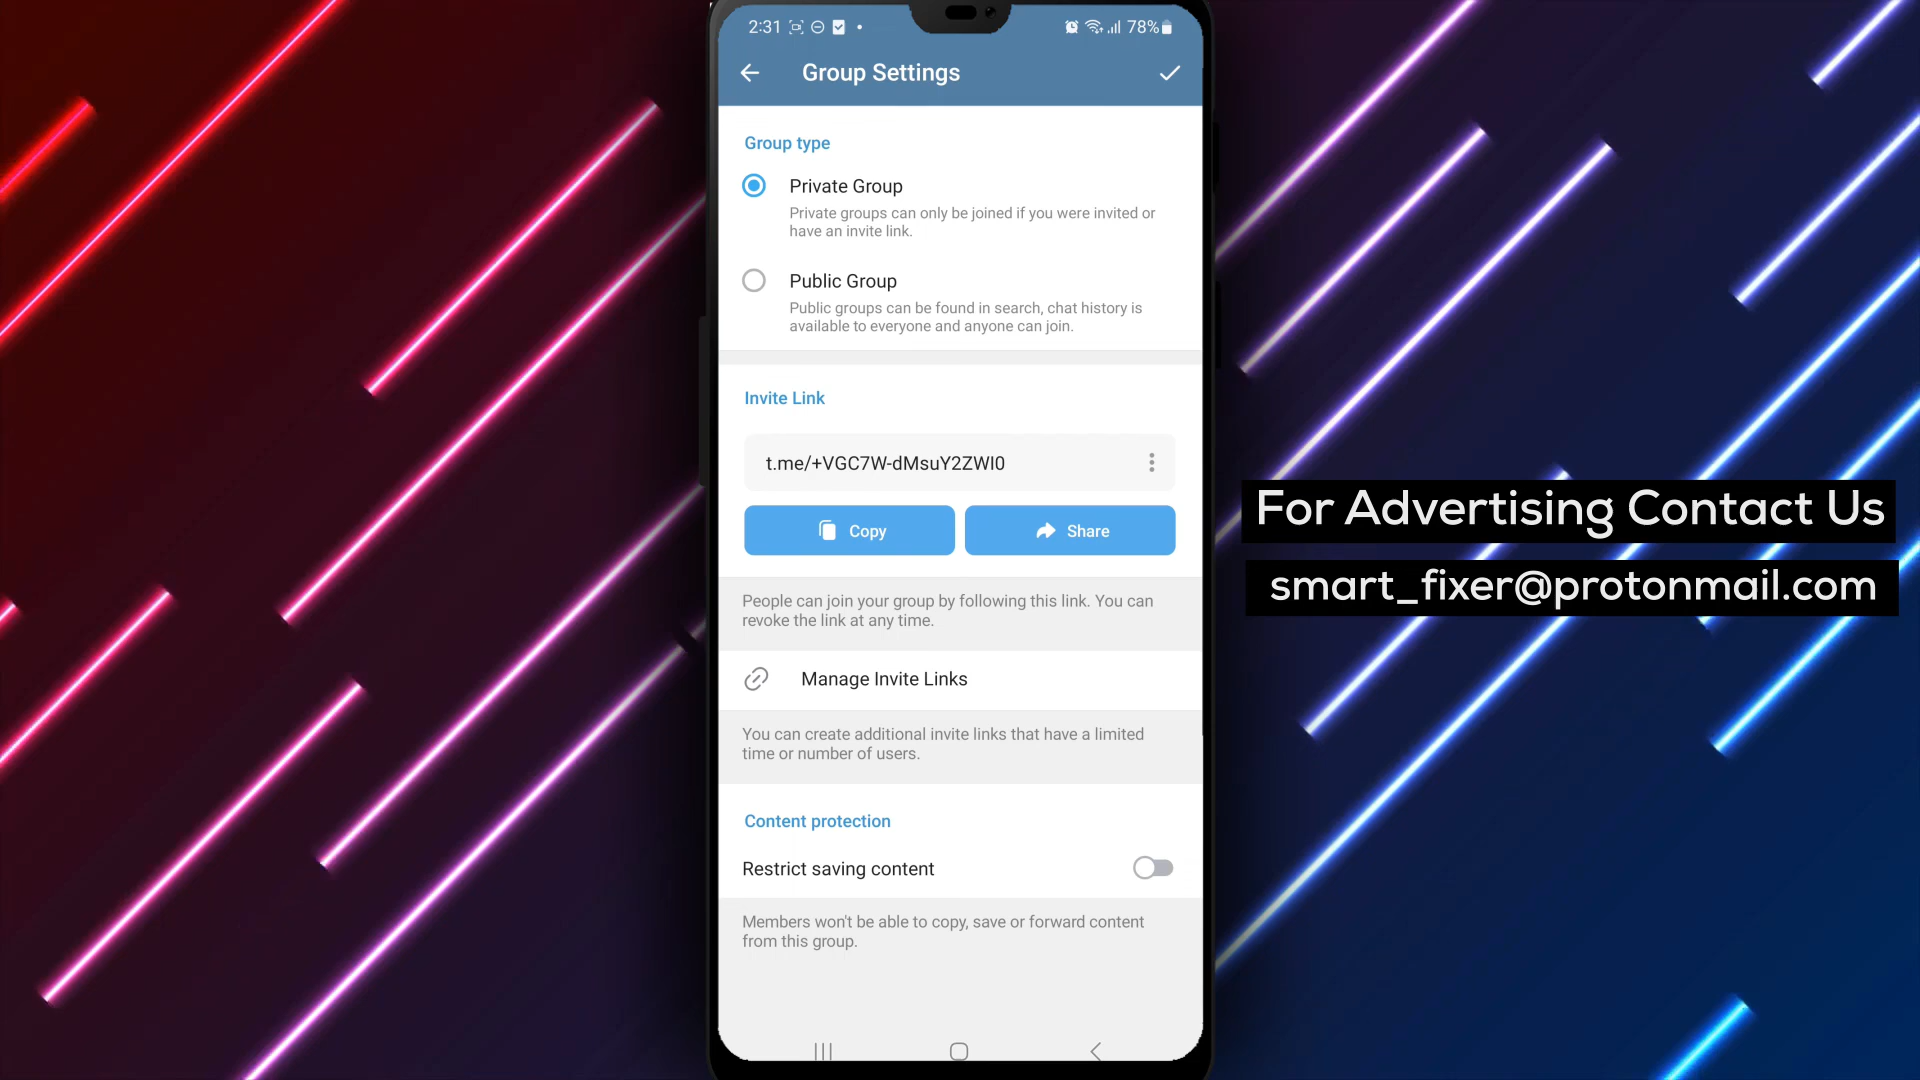 2:31
78%
Group Settings
Group type
Private Group
Private groups can only be joined if you were invited or
have an invite link.
Public Group
Public groups can be found in search, chat history is
available to everyone and anyone can join.
Invite Link
t.me/+VGC7W-dMsuY2ZWI0
Copy
Share
For Advertising Contact Us
smart_fixer@protonmail.com
People can join your group by following this link. You can
revoke the link at any time.
Manage Invite Links
You can create additional invite links that have a limited
time or number of users.
Content protection
Restrict saving content
Members won't be able to copy, save or forward content
from this group.